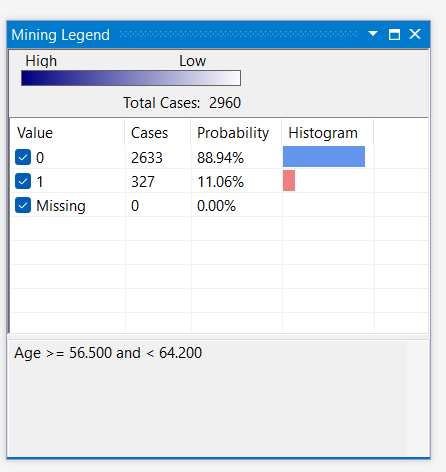 Mining Legend
High Low
Total Cases: 2960
Value Cases Probability Histogram
0 2633 88.94%
1 327 11.06%
Missing 0 0.00%
Age >= 56.500 and < 64.200